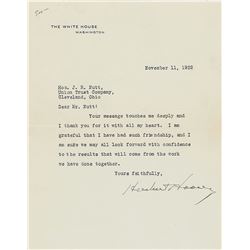 THE WHITE HOUSE
WASHINGTON
November 11, 1932
Hon. J. R. Nutt,
Union Trust Company,
Cleveland, Ohio
Dear Mr. Nutt:
Your message touches me deeply and
I thank you for it with all my heart. I am
grateful that I have had such friendship, and I
am sure we may all look forward with confidence
to the results that will come from the work
we have done together.
Yours faithfully,
Herbert Hoover